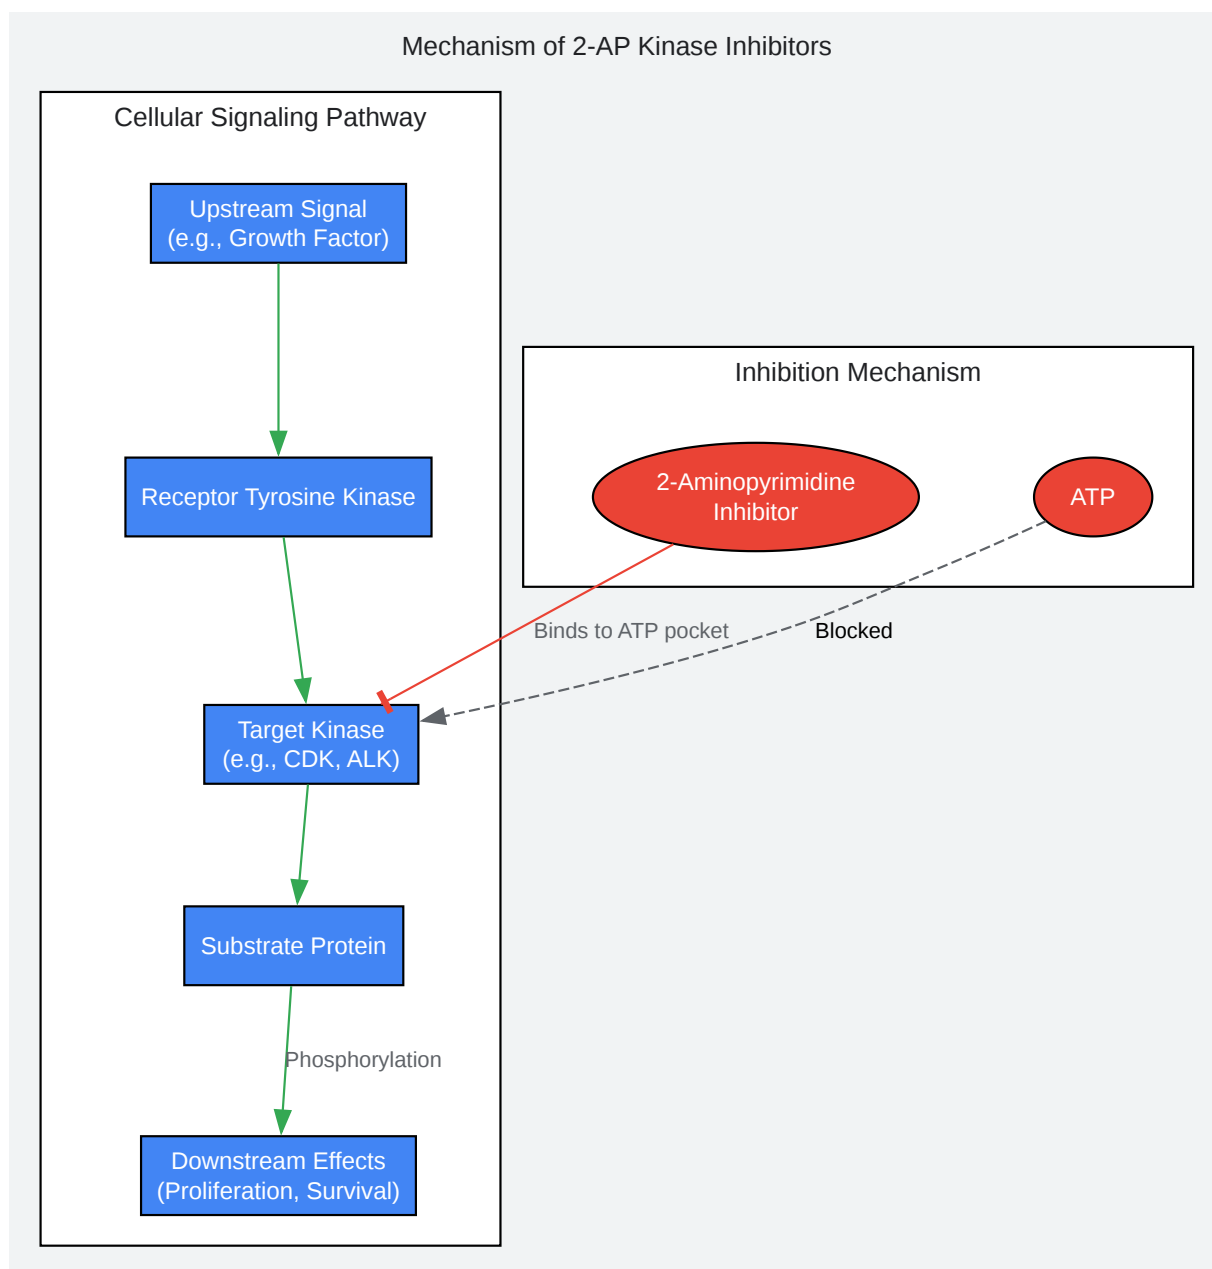 Mechanism of 2-AP Kinase Inhibitors
Cellular Signaling Pathway
Upstream Signal
(e.g., Growth Factor)
Receptor Tyrosine Kinase
Inhibition Mechanism
2-Aminopyrimidine
Inhibitor
ATP
Binds to ATP pocket
Blocked
Target Kinase
(e.g., CDK, ALK)
Substrate Protein
Phosphorylation
Downstream Effects
(Proliferation, Survival)